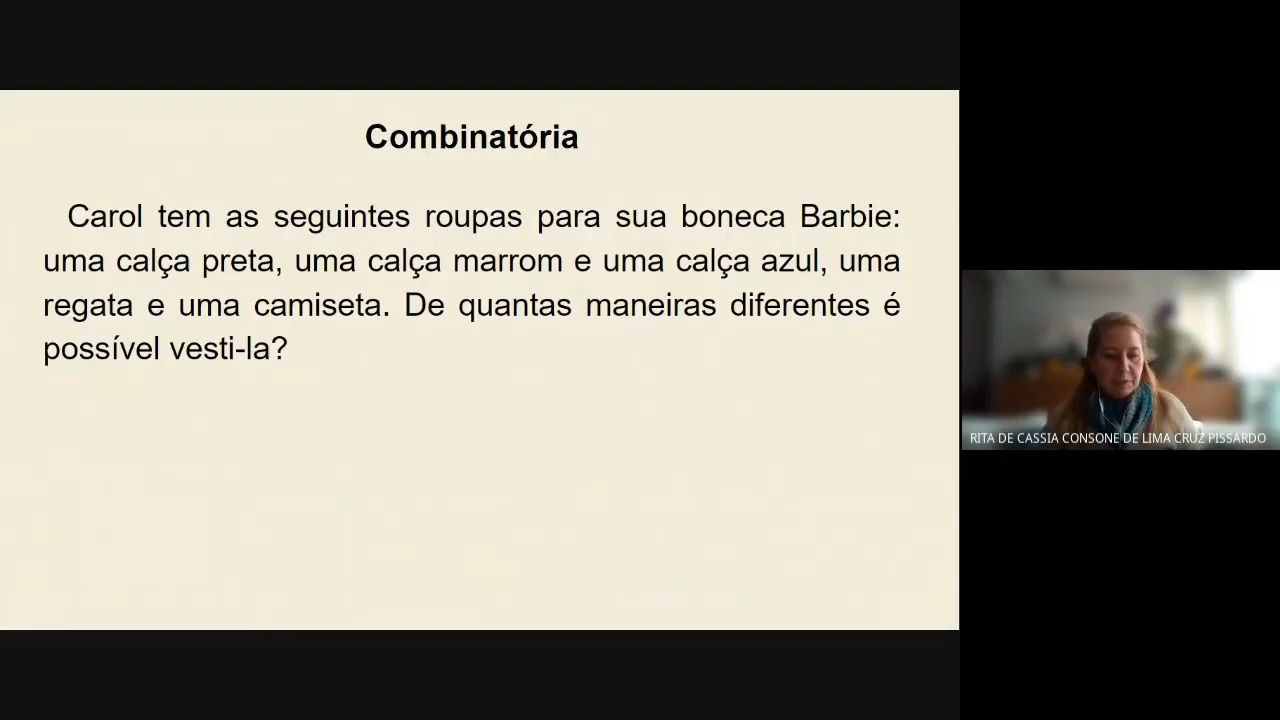 Combinatória
Carol tem as seguintes roupas para sua boneca Barbie:
uma calça preta, uma calça marrom e uma calça azul, uma
regata e uma camiseta. De quantas maneiras diferentes é
possível vesti-la?
RITA DE CASSIA CONSONE DE LIMA CRUZ PISSARDO